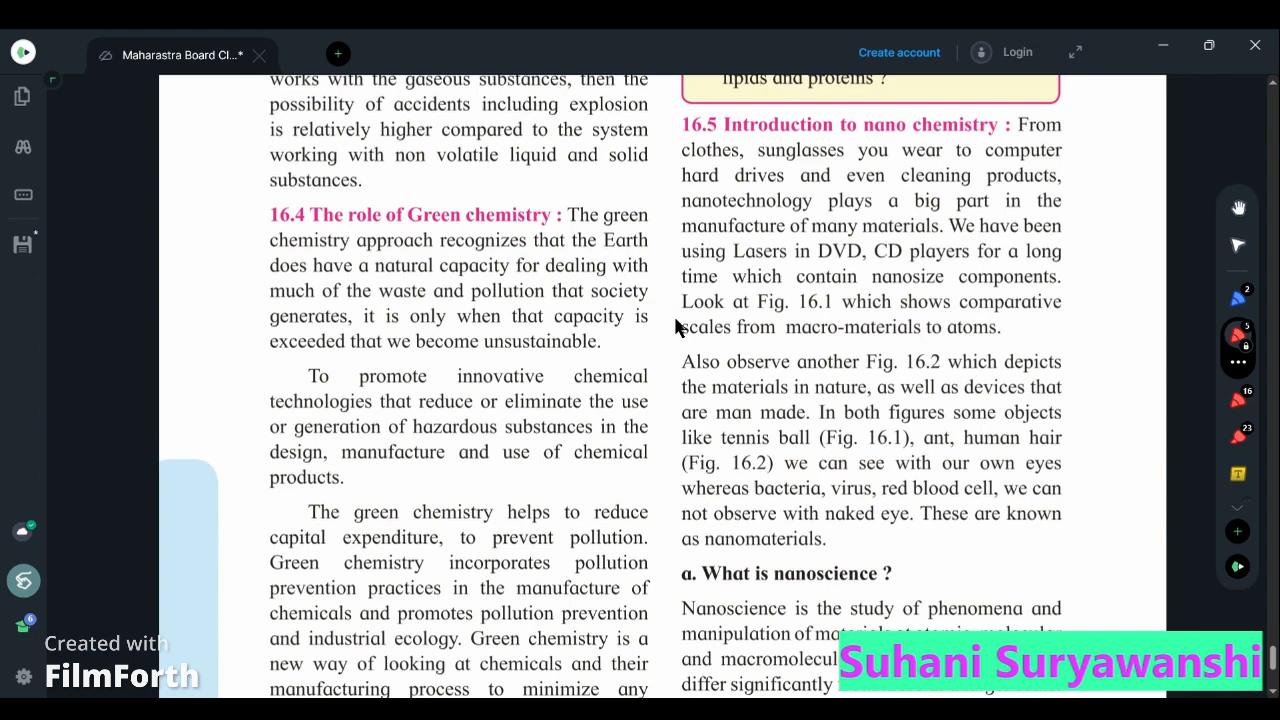 Maharastra Board Cl...*
Create account
Login
works with the gaseous substances, then the
possibility of accidents including explosion
is relatively higher compared to the system
working with non volatile liquid and solid
substances.
16.4 The role of Green chemistry : The green
chemistry approach recognizes that the Earth
does have a natural capacity for dealing with
much of the waste and pollution that society
generates, it is only when that capacity is
exceeded that we become unsustainable.
To promote innovative chemical
technologies that reduce or eliminate the use
or generation of hazardous substances in the
design, manufacture and use of chemical
products.
The green chemistry helps to reduce
capital expenditure, to prevent pollution.
Green chemistry incorporates pollution
prevention practices in the manufacture of
chemicals and promotes pollution prevention
and industrial ecology. Green chemistry is a
new way of looking at chemicals and their
manufacturing process to minimize any
lipids and proteins ?
16.5 Introduction to nano chemistry : From
clothes, sunglasses you wear to computer
hard drives and even cleaning products,
nanotechnology plays a big part in the
manufacture of many materials. We have been
using Lasers in DVD, CD players for a long
time which contain nanosize components.
Look at Fig. 16.1 which shows comparative
scales from macro-materials to atoms.
Also observe another Fig. 16.2 which depicts
the materials in nature, as well as devices that
are man made. In both figures some objects
like tennis ball (Fig. 16.1), ant, human hair
(Fig. 16.2) we can see with our own eyes
whereas bacteria, virus, red blood cell, we can
not observe with naked eye. These are known
as nanomaterials.
a. What is nanoscience ?
Nanoscience is the study of phenomena and
manipulation of
and
differ significantly
2
5
16
23
T
6
Created with
FilmForth
Suhani Suryawanshi